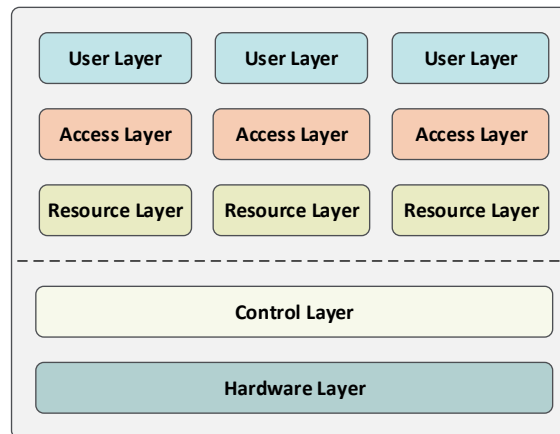 User Layer User Layer User Layer
Access Layer Access Layer Access Layer
Resource Layer Resource Layer Resource Layer
Control Layer
Hardware Layer